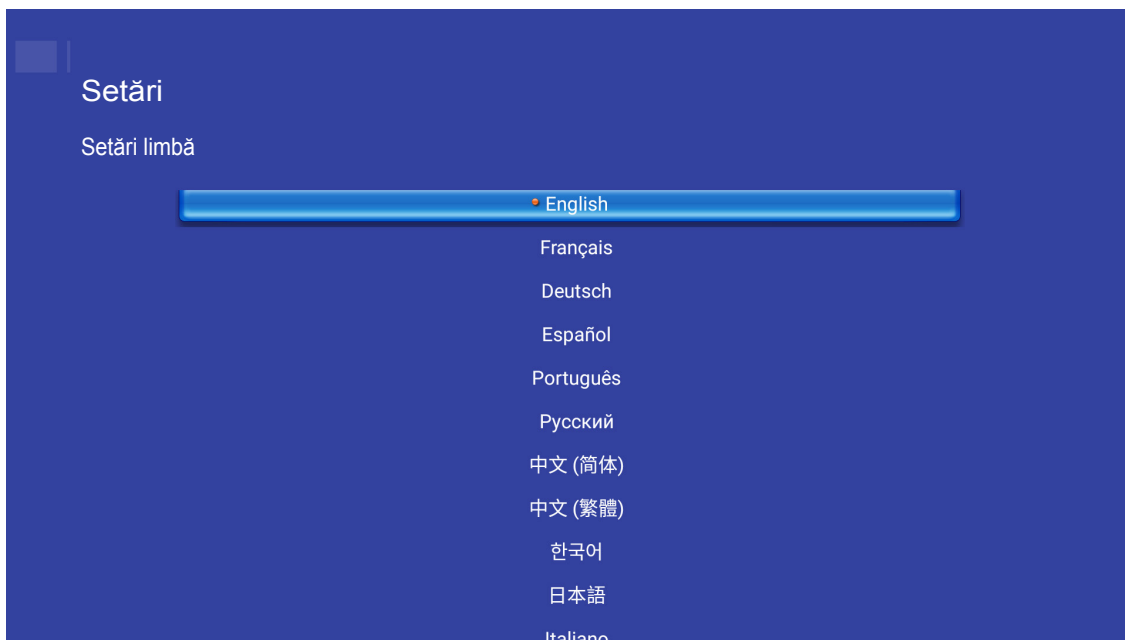 Setări
Setări limbă
English
Français
Deutsch
Español
Português
Русский
中文 (简体)
中文 (繁體)
한국어
日本語
Italiano